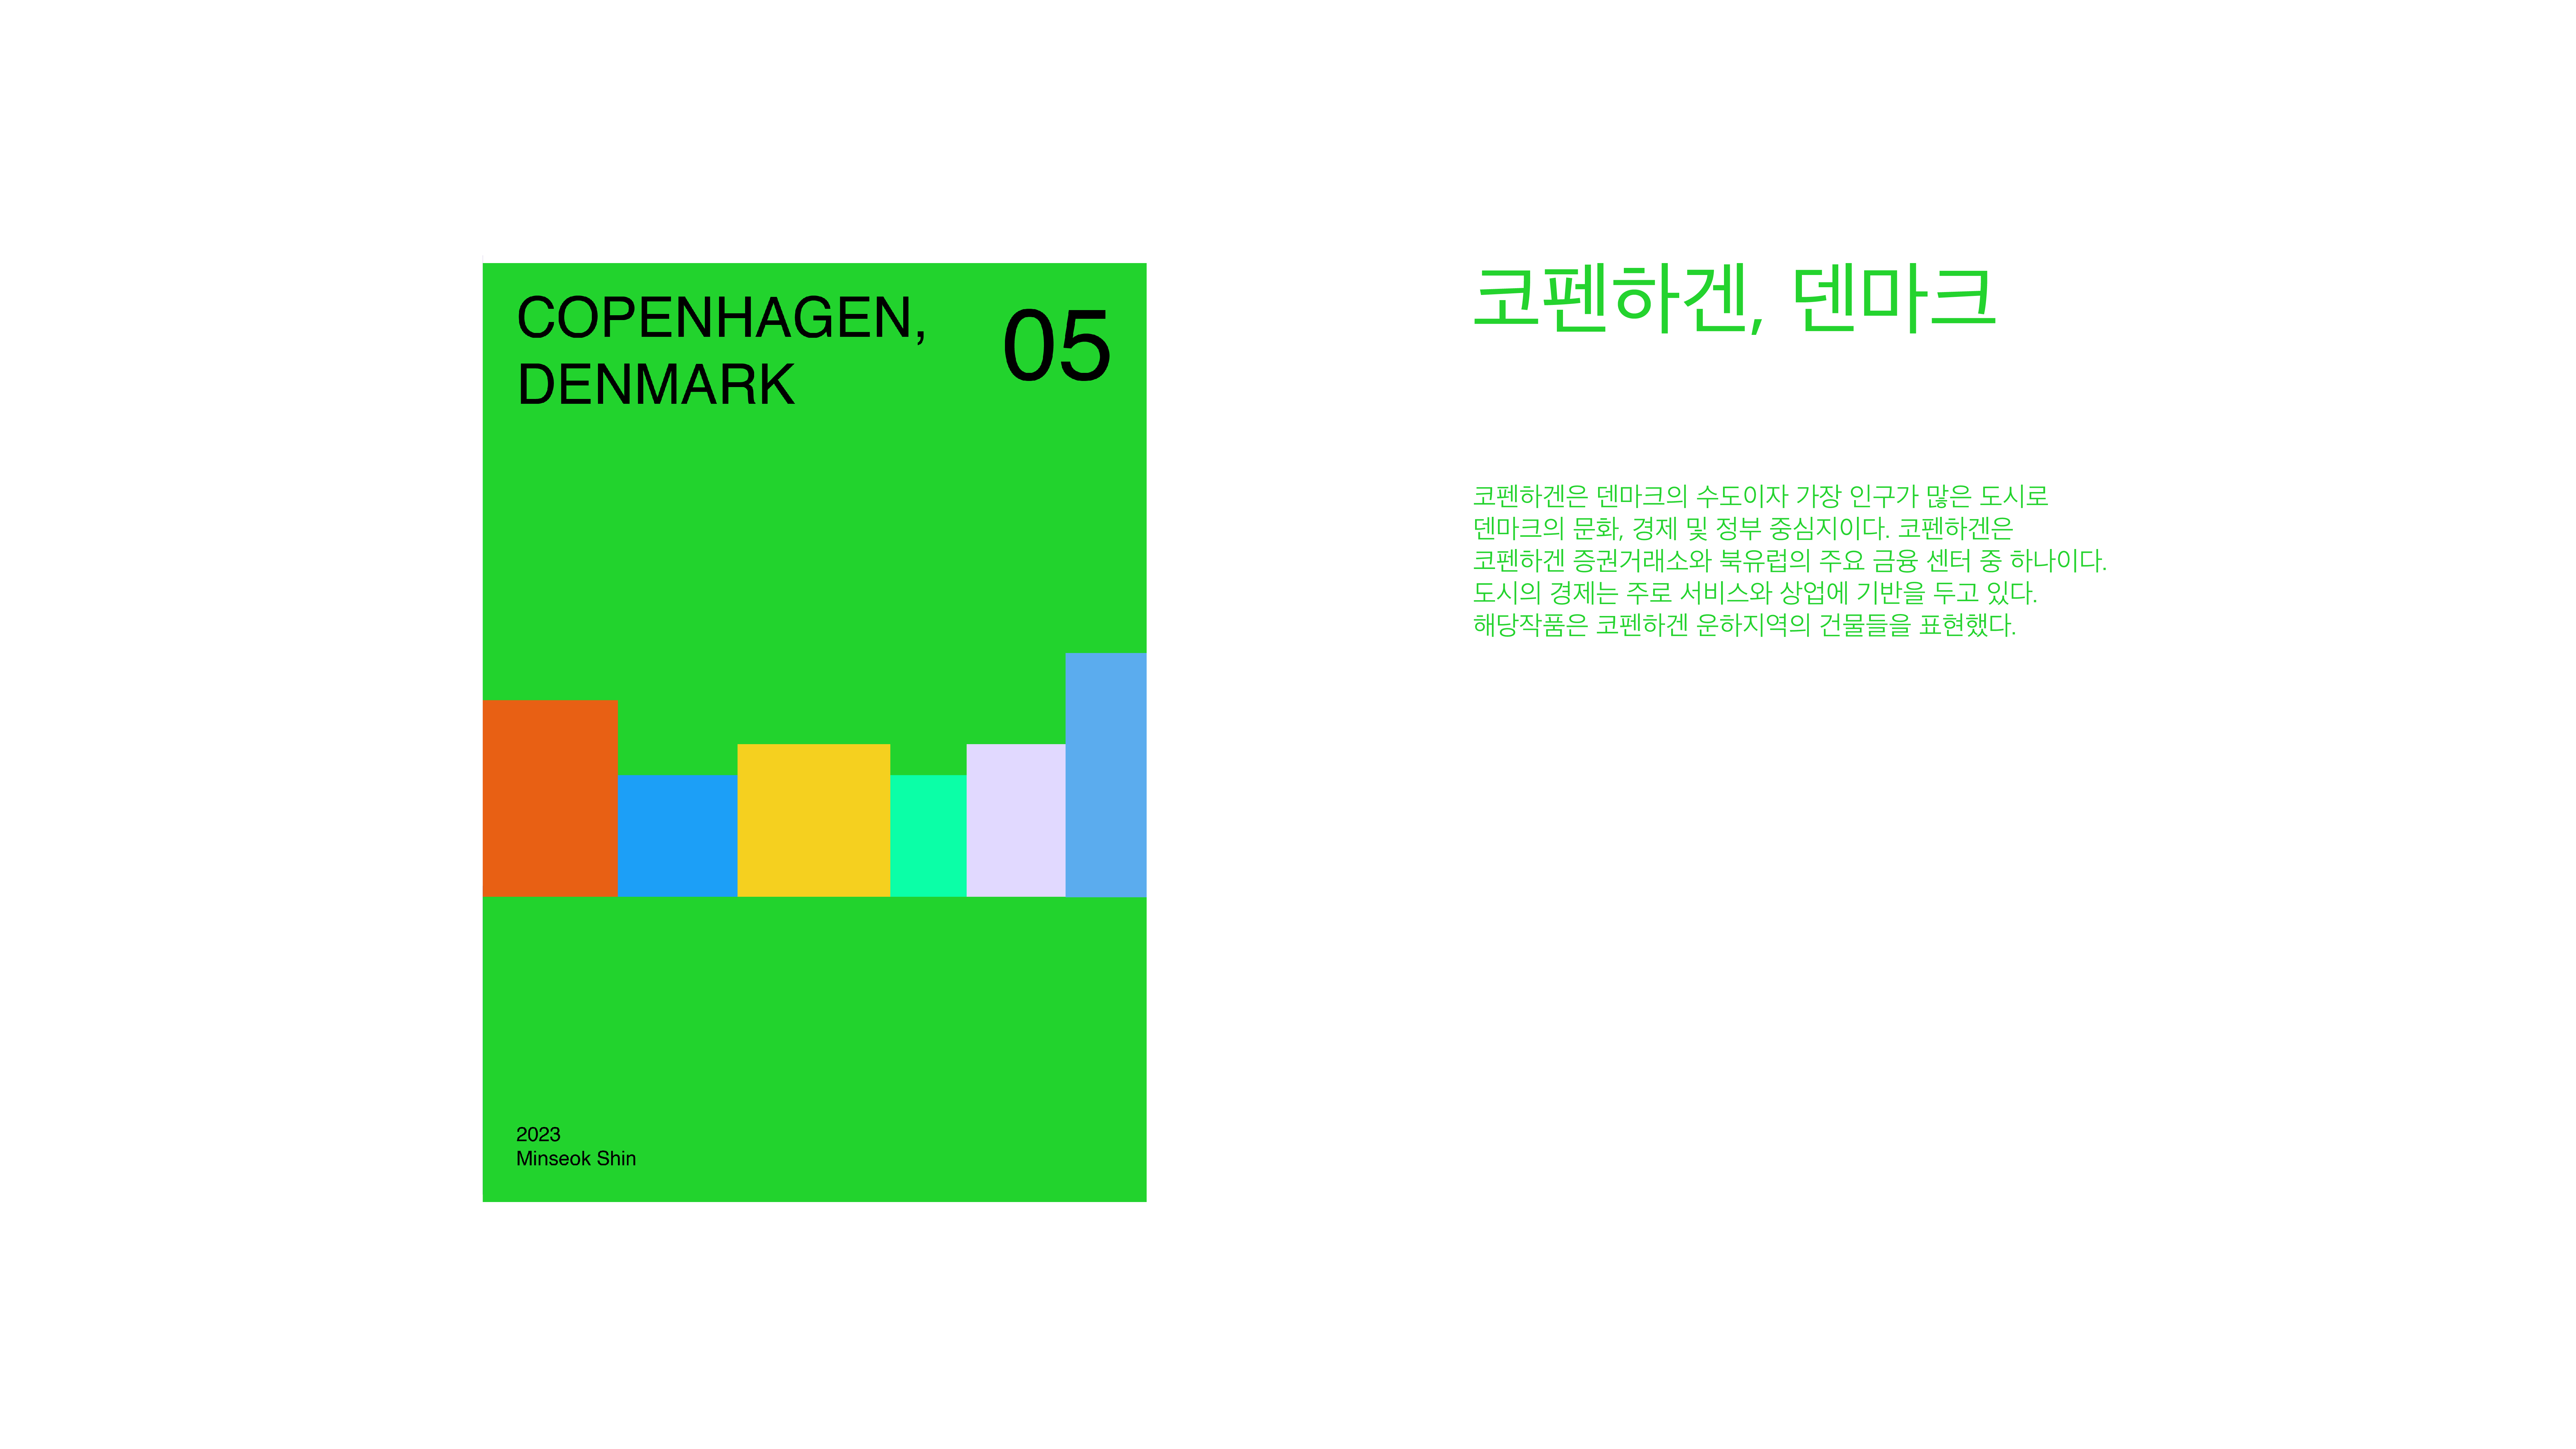 COPENHAGEN,
DENMARK
05
2023
Minseok Shin
코펜하겐, 덴마크
코펜하겐은 덴마크의 수도이자 가장 인구가 많은 도시로
덴마크의 문화, 경제 및 정부 중심지이다. 코펜하겐은
코펜하겐 증권거래소와 북유럽의 주요 금융 센터 중 하나이다.
도시의 경제는 주로 서비스와 상업에 기반을 두고 있다.
해당작품은 코펜하겐 운하지역의 건물들을 표현했다.